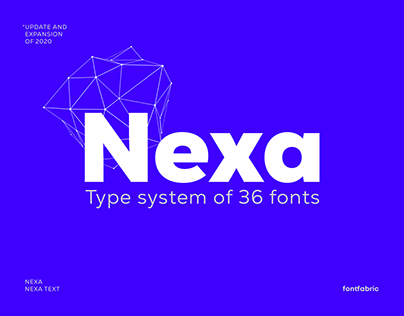 *UPDATE AND
EXPANSION
OF 2020
Nexa
Type system of 36 fonts
NEXA
NEXA TEXT
fontfabric